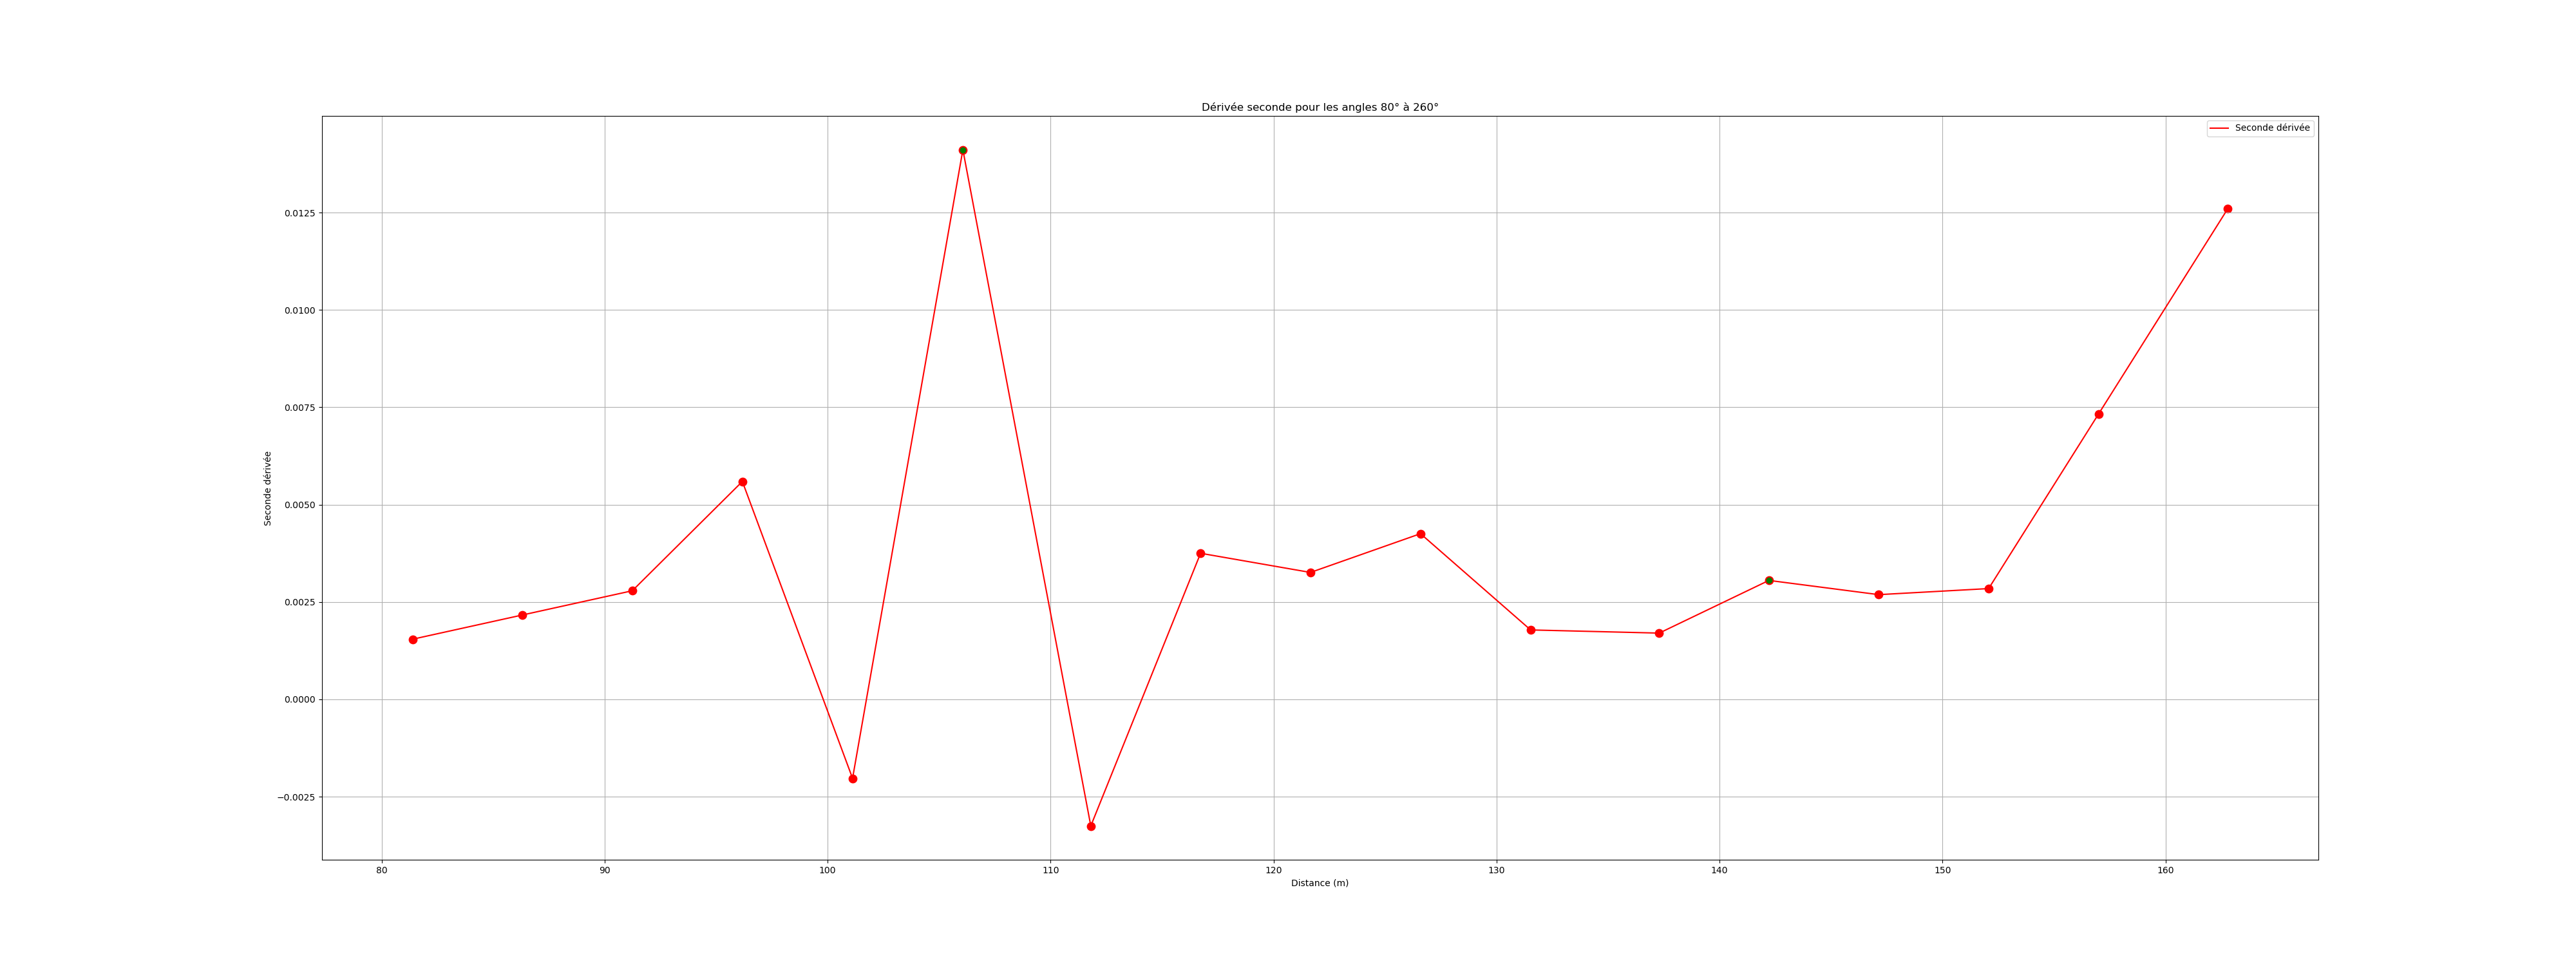 Dérivée seconde pour les angles 80° à 260°
Seconde dérivée
0.0125
0.0100
0.0075
0.0050
0.0025
0.0000
−0.0025
Seconde dérivée
80 90 100 110 120 130 140 150 160
Distance (m)